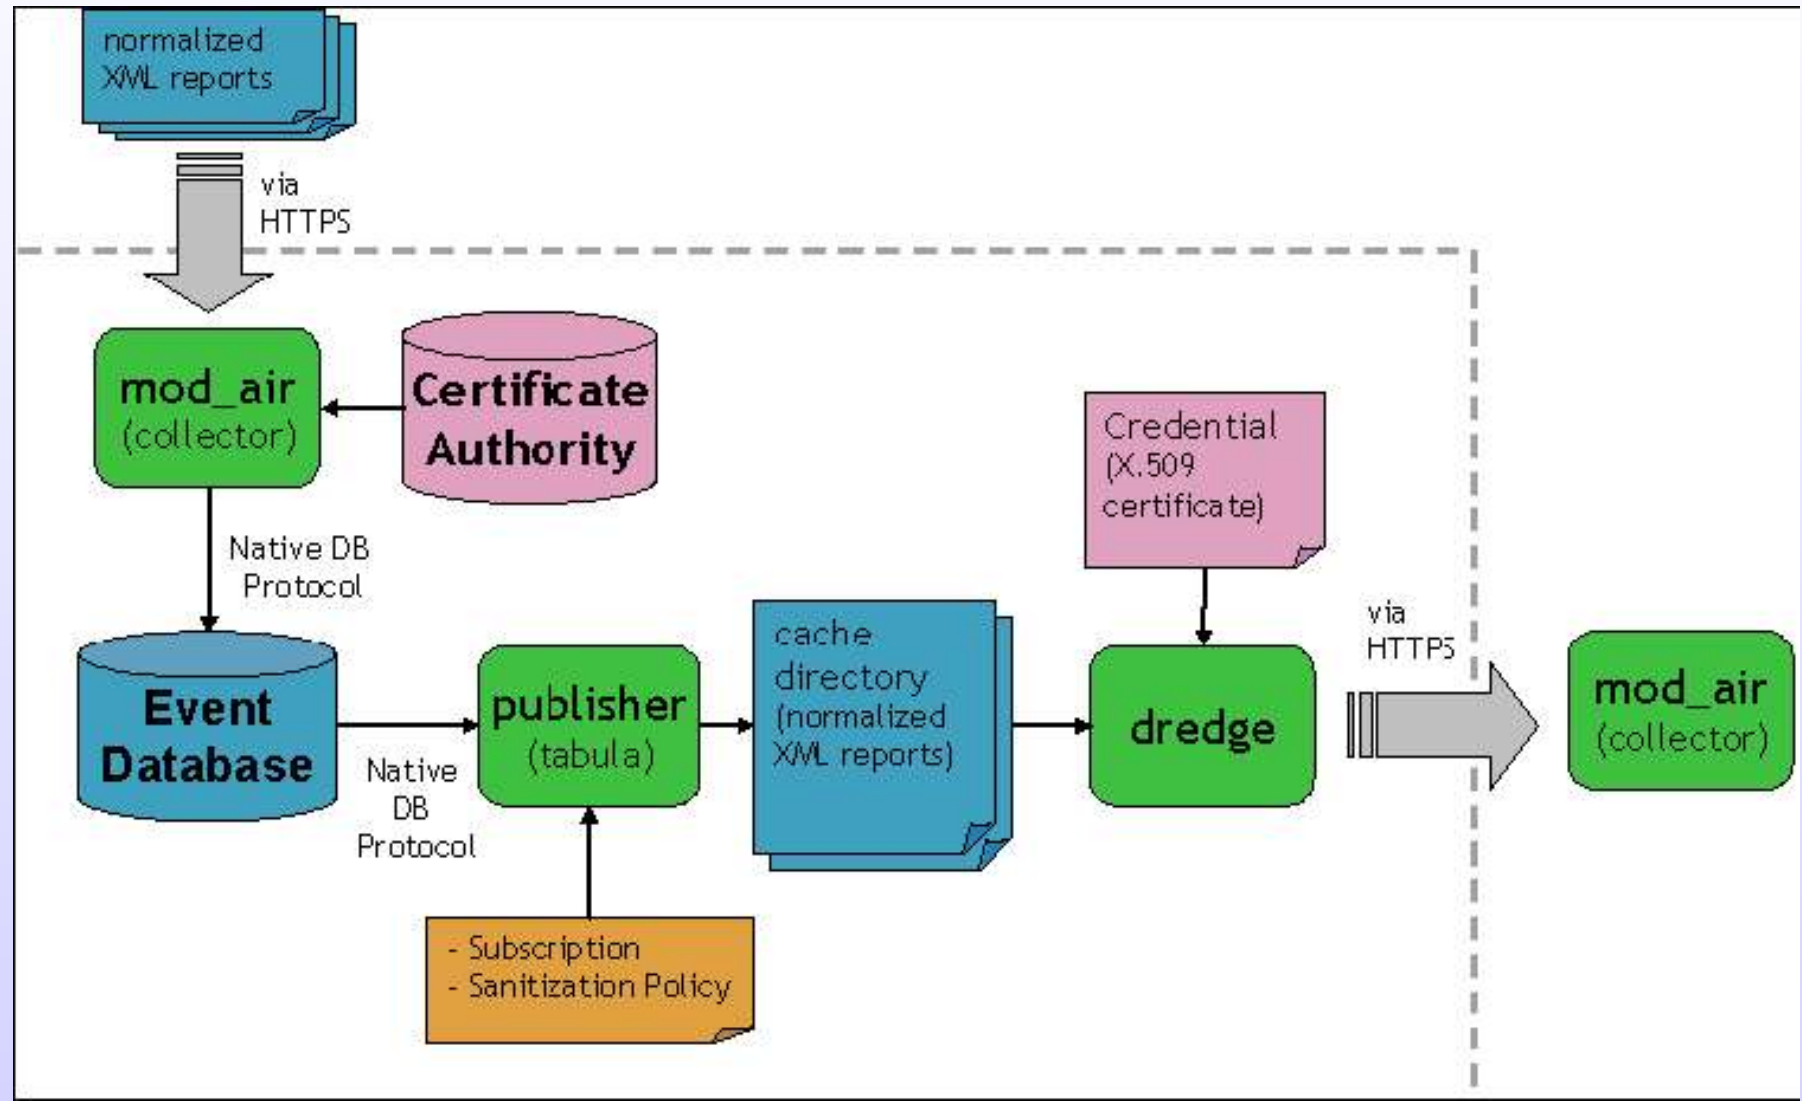 normalized
XML reports
via
HTTPS
mod_air
(collector)
Certificate
Authority
Credential
(X.509
certificate)
Native DB
Protocol
via
HTTPS
Event
Database
Native
DB
Protocol
publisher
(tabula)
cache
directory
(normalized
XML reports)
dredge
mod_air
(collector)
- Subscription
- Sanitization Policy